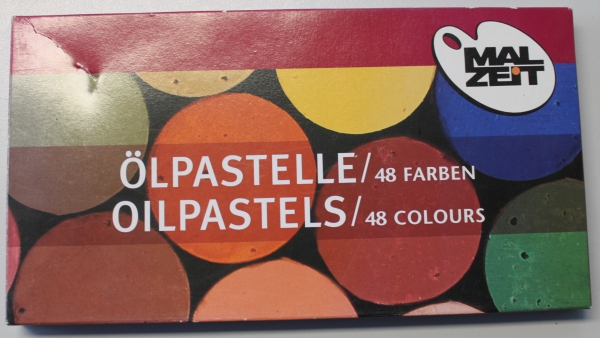 MAL
ZEIT
ÖLPASTELLE/48 FARBEN
OILPASTELS/48 COLOURS